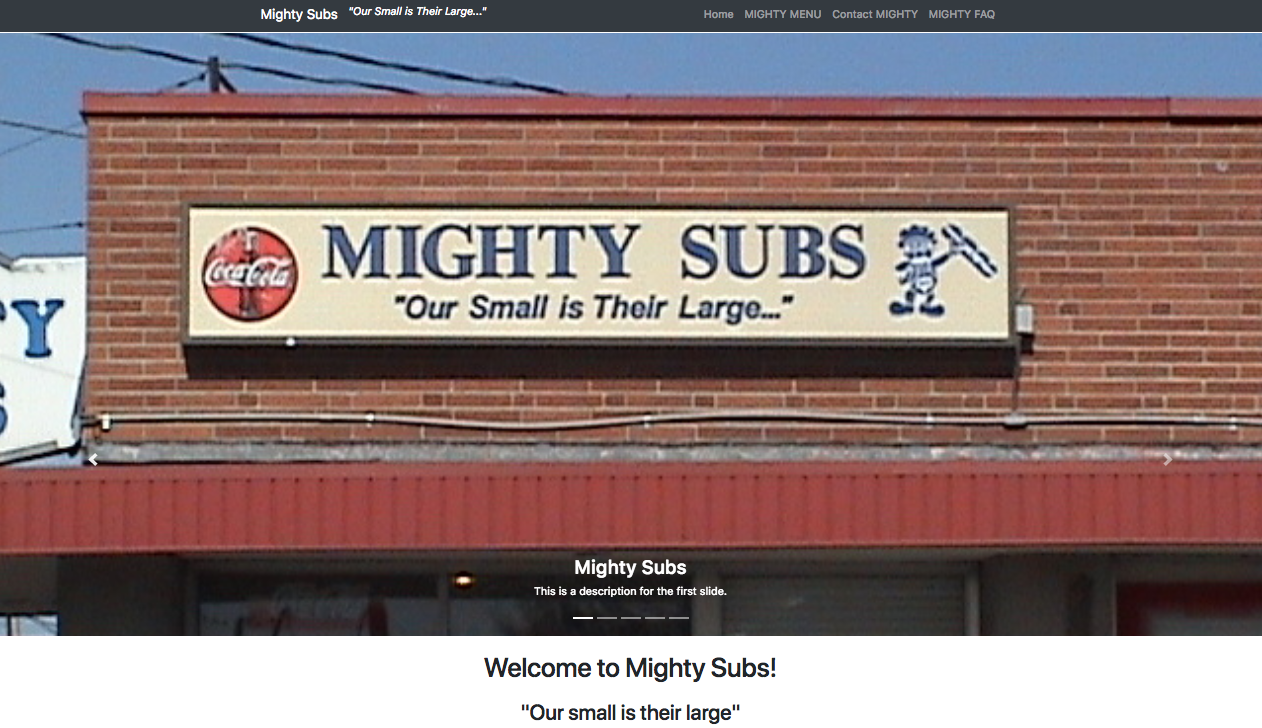 Mighty Subs "Our Small is Their Large..." Home MIGHTY MENU Contact MIGHTY MIGHTY FAQ
Coca-Cola
MIGHTY SUBS
"Our Small is Their Large..."
Y
S
Mighty Subs
This is a description for the first slide.
Welcome to Mighty Subs!
"Our small is their large"